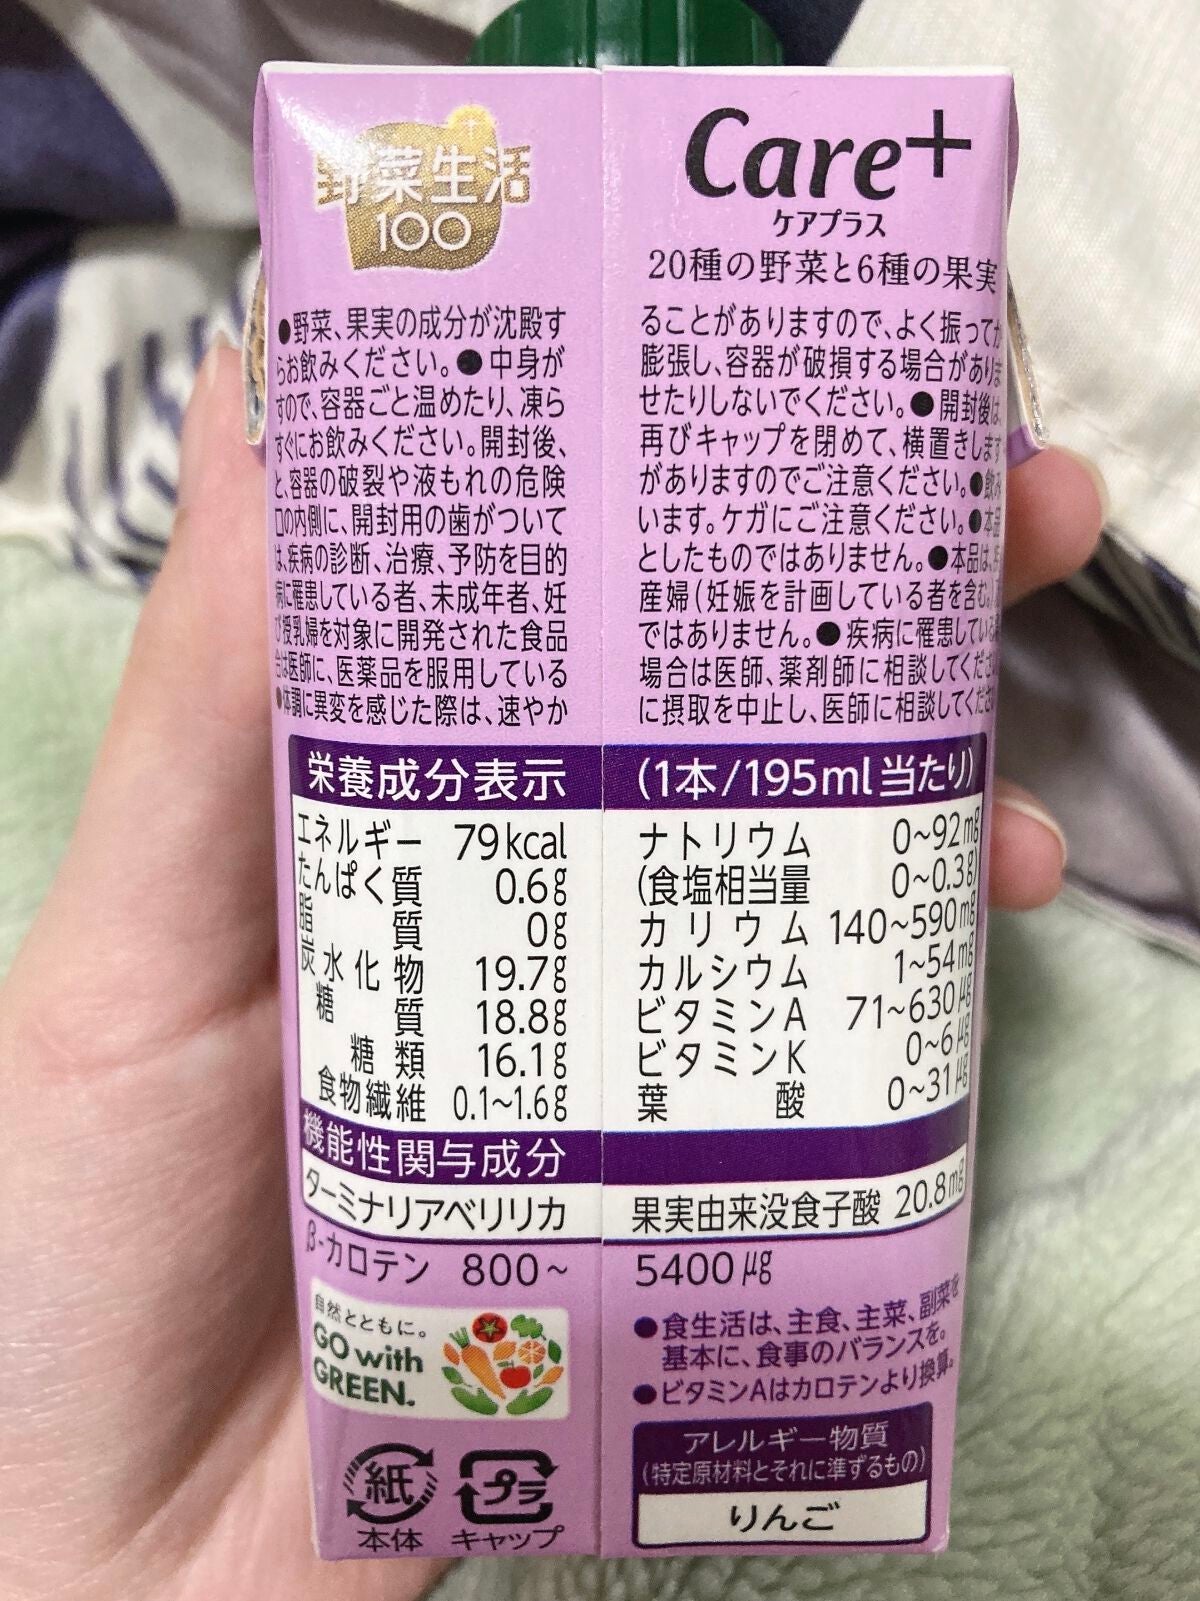 野菜生活
100
Care+
ケアプラス
20種の野菜と6種の果実
●野菜、果実の成分が沈殿することがありますので、よく振ってか
らお飲みください。●中身が膨張し、容器が破損する場合がありま
すので、容器ごと温めたり、凍らせたりしないでください。●開封後は、
すぐにお飲みください。開封後、再びキャップを閉めて、横置きします
と、容器の破裂や液もれの危険がありますのでご注意ください。●飲み
口の内側に、開封用の歯がついています。ケガにご注意ください。●本品
は、疾病の診断、治療、予防を目的としたものではありません。●本品は、疾
病に罹患している者、未成年者、妊産婦(妊娠を計画している者を含む。)
び授乳婦を対象に開発された食品ではありません。●疾病に罹患している
合は医師に、医薬品を服用している場合は医師、薬剤師に相談してくださ
●体調に異変を感じた際は、速やかに摂取を中止し、医師に相談してくださ
栄養成分表示 (1本/195ml当たり)
エネルギー 79kcal ナトリウム 0~92mg
たんぱく質 0.6g (食塩相当量 0~0.3g)
脂質 0g カリウム 140~590mg
炭水化物 19.7g カルシウム 1~54mg
糖質 18.8g ビタミンA 71~630μg
糖類 16.1g ビタミンK 0~6μg
食物繊維 0.1~1.6g 葉酸 0~31μg
機能性関与成分
ターミナリアベリリカ 果実由来没食子酸 20.8mg
β-カロテン 800~5400μg
自然とともに。
GO with
GREEN.
●食生活は、主食、主菜、副菜を
基本に、食事のバランスを。
●ビタミンAはカロテンより換算。
紙
本体
プラ
キャップ
アレルギー物質
(特定原材料とそれに準ずるもの)
りんご